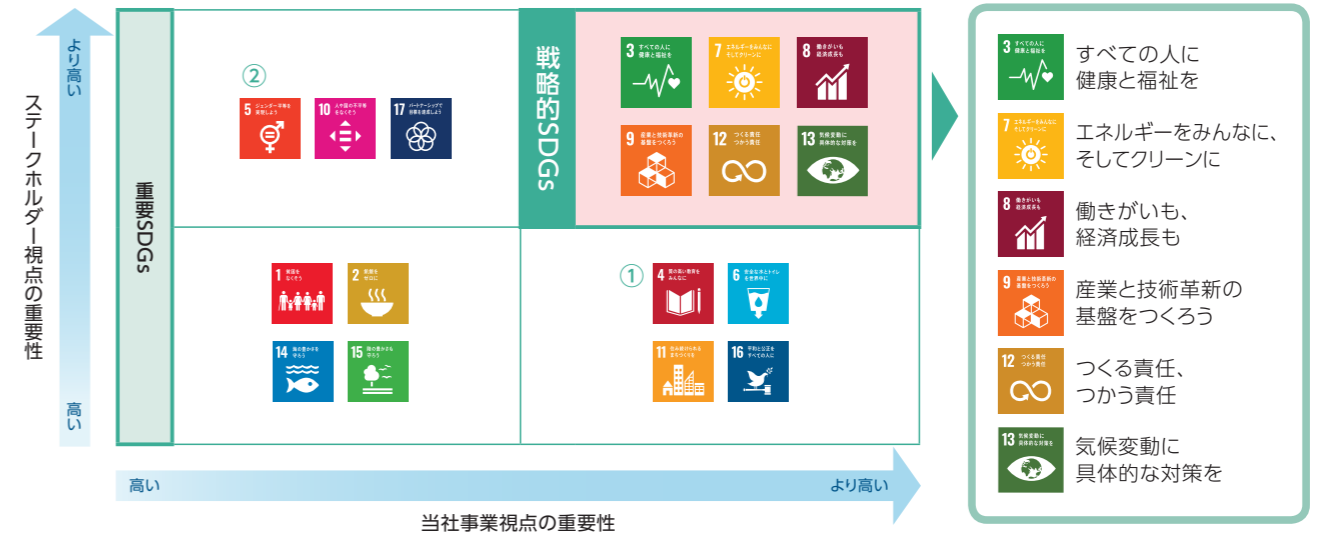 ステークホルダー視点の重要性
より高い
高い
重要SDGs
②
5 ジェンダー平等を
実現しよう
10 人や国の不平等
をなくそう
17 パートナーシップで
目標を達成しよう
戦略的SDGs
3 すべての人に
健康と福祉を
7 エネルギーをみんなに
そしてクリーンに
8 働きがいも
経済成長も
9 産業と技術革新の
基盤をつくろう
12 つくる責任
つかう責任
13 気候変動に
具体的な対策を
1 貧困を
なくそう
2 飢餓を
ゼロに
14 海の豊かさを
守ろう
15 陸の豊かさも
守ろう
①
4 質の高い教育を
みんなに
6 安全な水とトイレ
を世界中に
11 住み続けられる
まちづくりを
16 平和と公正を
すべての人に
高い
より高い
当社事業視点の重要性
3 すべての人に
健康と福祉を
すべての人に
健康と福祉を
7 エネルギーをみんなに
そしてクリーンに
エネルギーをみんなに、
そしてクリーンに
8 働きがいも
経済成長も
働きがいも、
経済成長も
9 産業と技術革新の
基盤をつくろう
産業と技術革新の
基盤をつくろう
12 つくる責任
つかう責任
つくる責任、
つかう責任
13 気候変動に
具体的な対策を
気候変動に
具体的な対策を